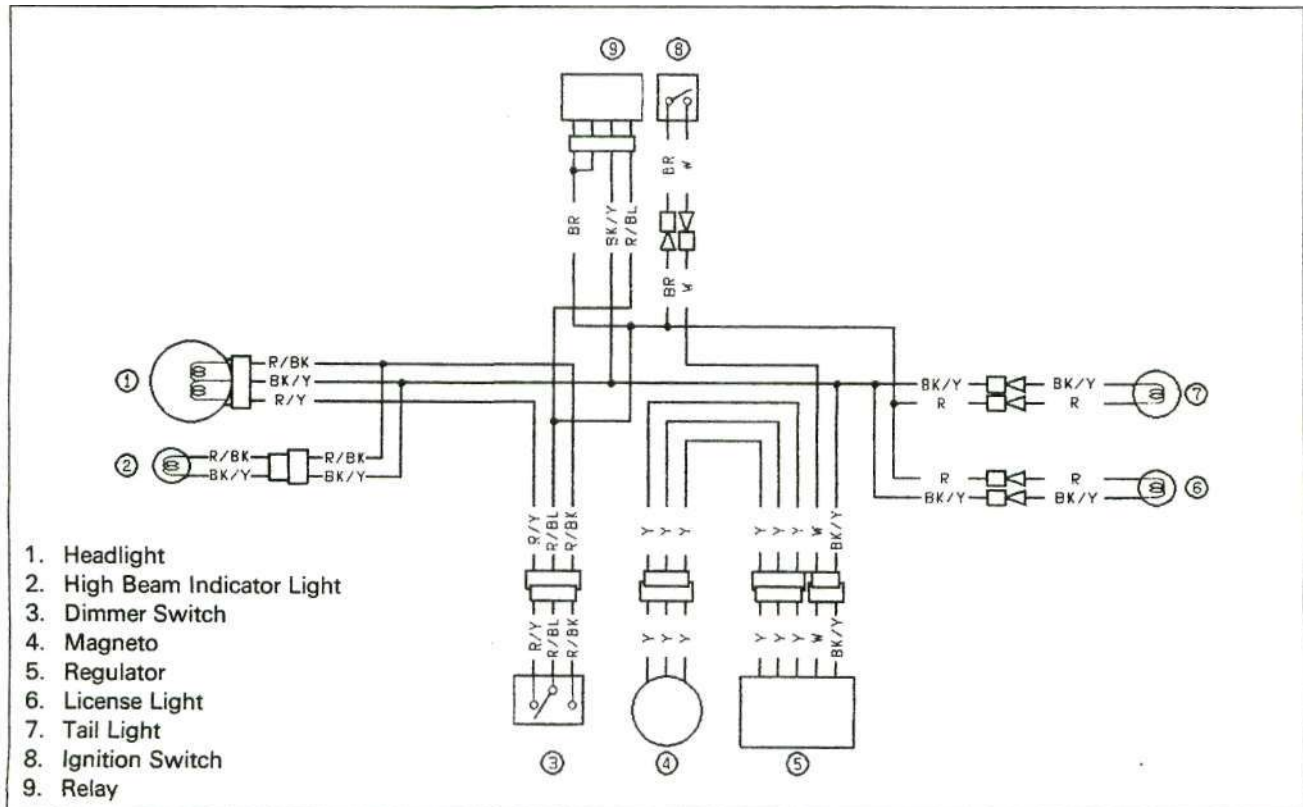 9 8
BR W
BR BK/Y R/BL
BR W
1 R/BK
BK/Y
R/Y
2 R/BK R/BK
BK/Y BK/Y
BK/Y BK/Y 7
R R
R R 6
BK/Y BK/Y
R/Y R/BL R/BK Y Y Y Y Y Y W BK/Y
R/Y R/BL R/BK Y Y Y Y Y Y W BK/Y
3 4 5
1. Headlight
2. High Beam Indicator Light
3. Dimmer Switch
4. Magneto
5. Regulator
6. License Light
7. Tail Light
8. Ignition Switch
9. Relay